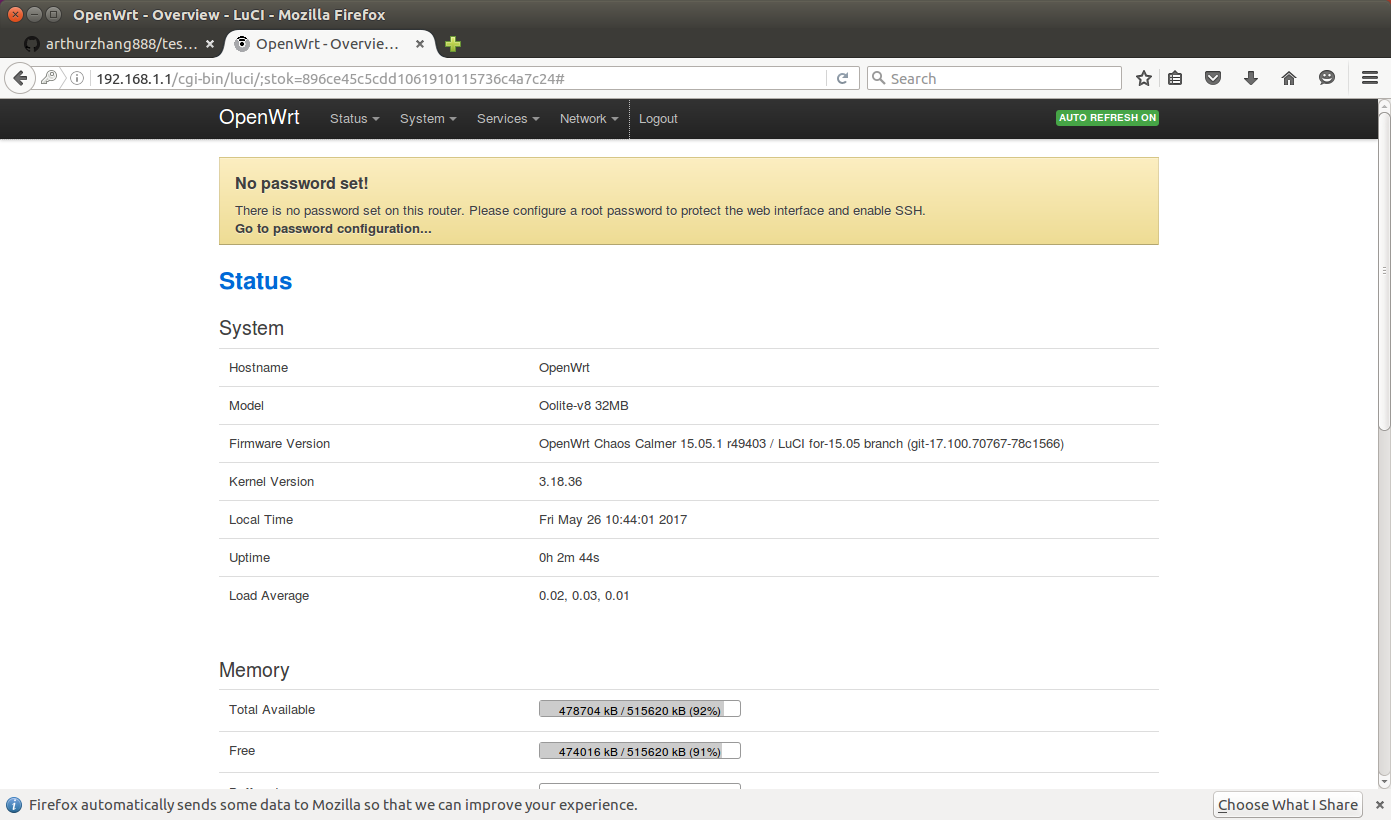 OpenWrt - Overview - LuCI - Mozilla Firefox
arthurzhang888/tes...
OpenWrt - Overvie...
192.168.1.1/cgi-bin/luci/;stok=896ce45c5cdd1061910115736c4a7c24#
Search
OpenWrt
Status
System
Services
Network
Logout
AUTO REFRESH ON
No password set!
There is no password set on this router. Please configure a root password to protect the web interface and enable SSH.
Go to password configuration...
Status
System
Hostname
OpenWrt
Model
Oolite-v8 32MB
Firmware Version
OpenWrt Chaos Calmer 15.05.1 r49403 / LuCI for-15.05 branch (git-17.100.70767-78c1566)
Kernel Version
3.18.36
Local Time
Fri May 26 10:44:01 2017
Uptime
0h 2m 44s
Load Average
0.02, 0.03, 0.01
Memory
Total Available
478704 kB / 515620 kB (92%)
Free
474016 kB / 515620 kB (91%)
Firefox automatically sends some data to Mozilla so that we can improve your experience.
Choose What I Share